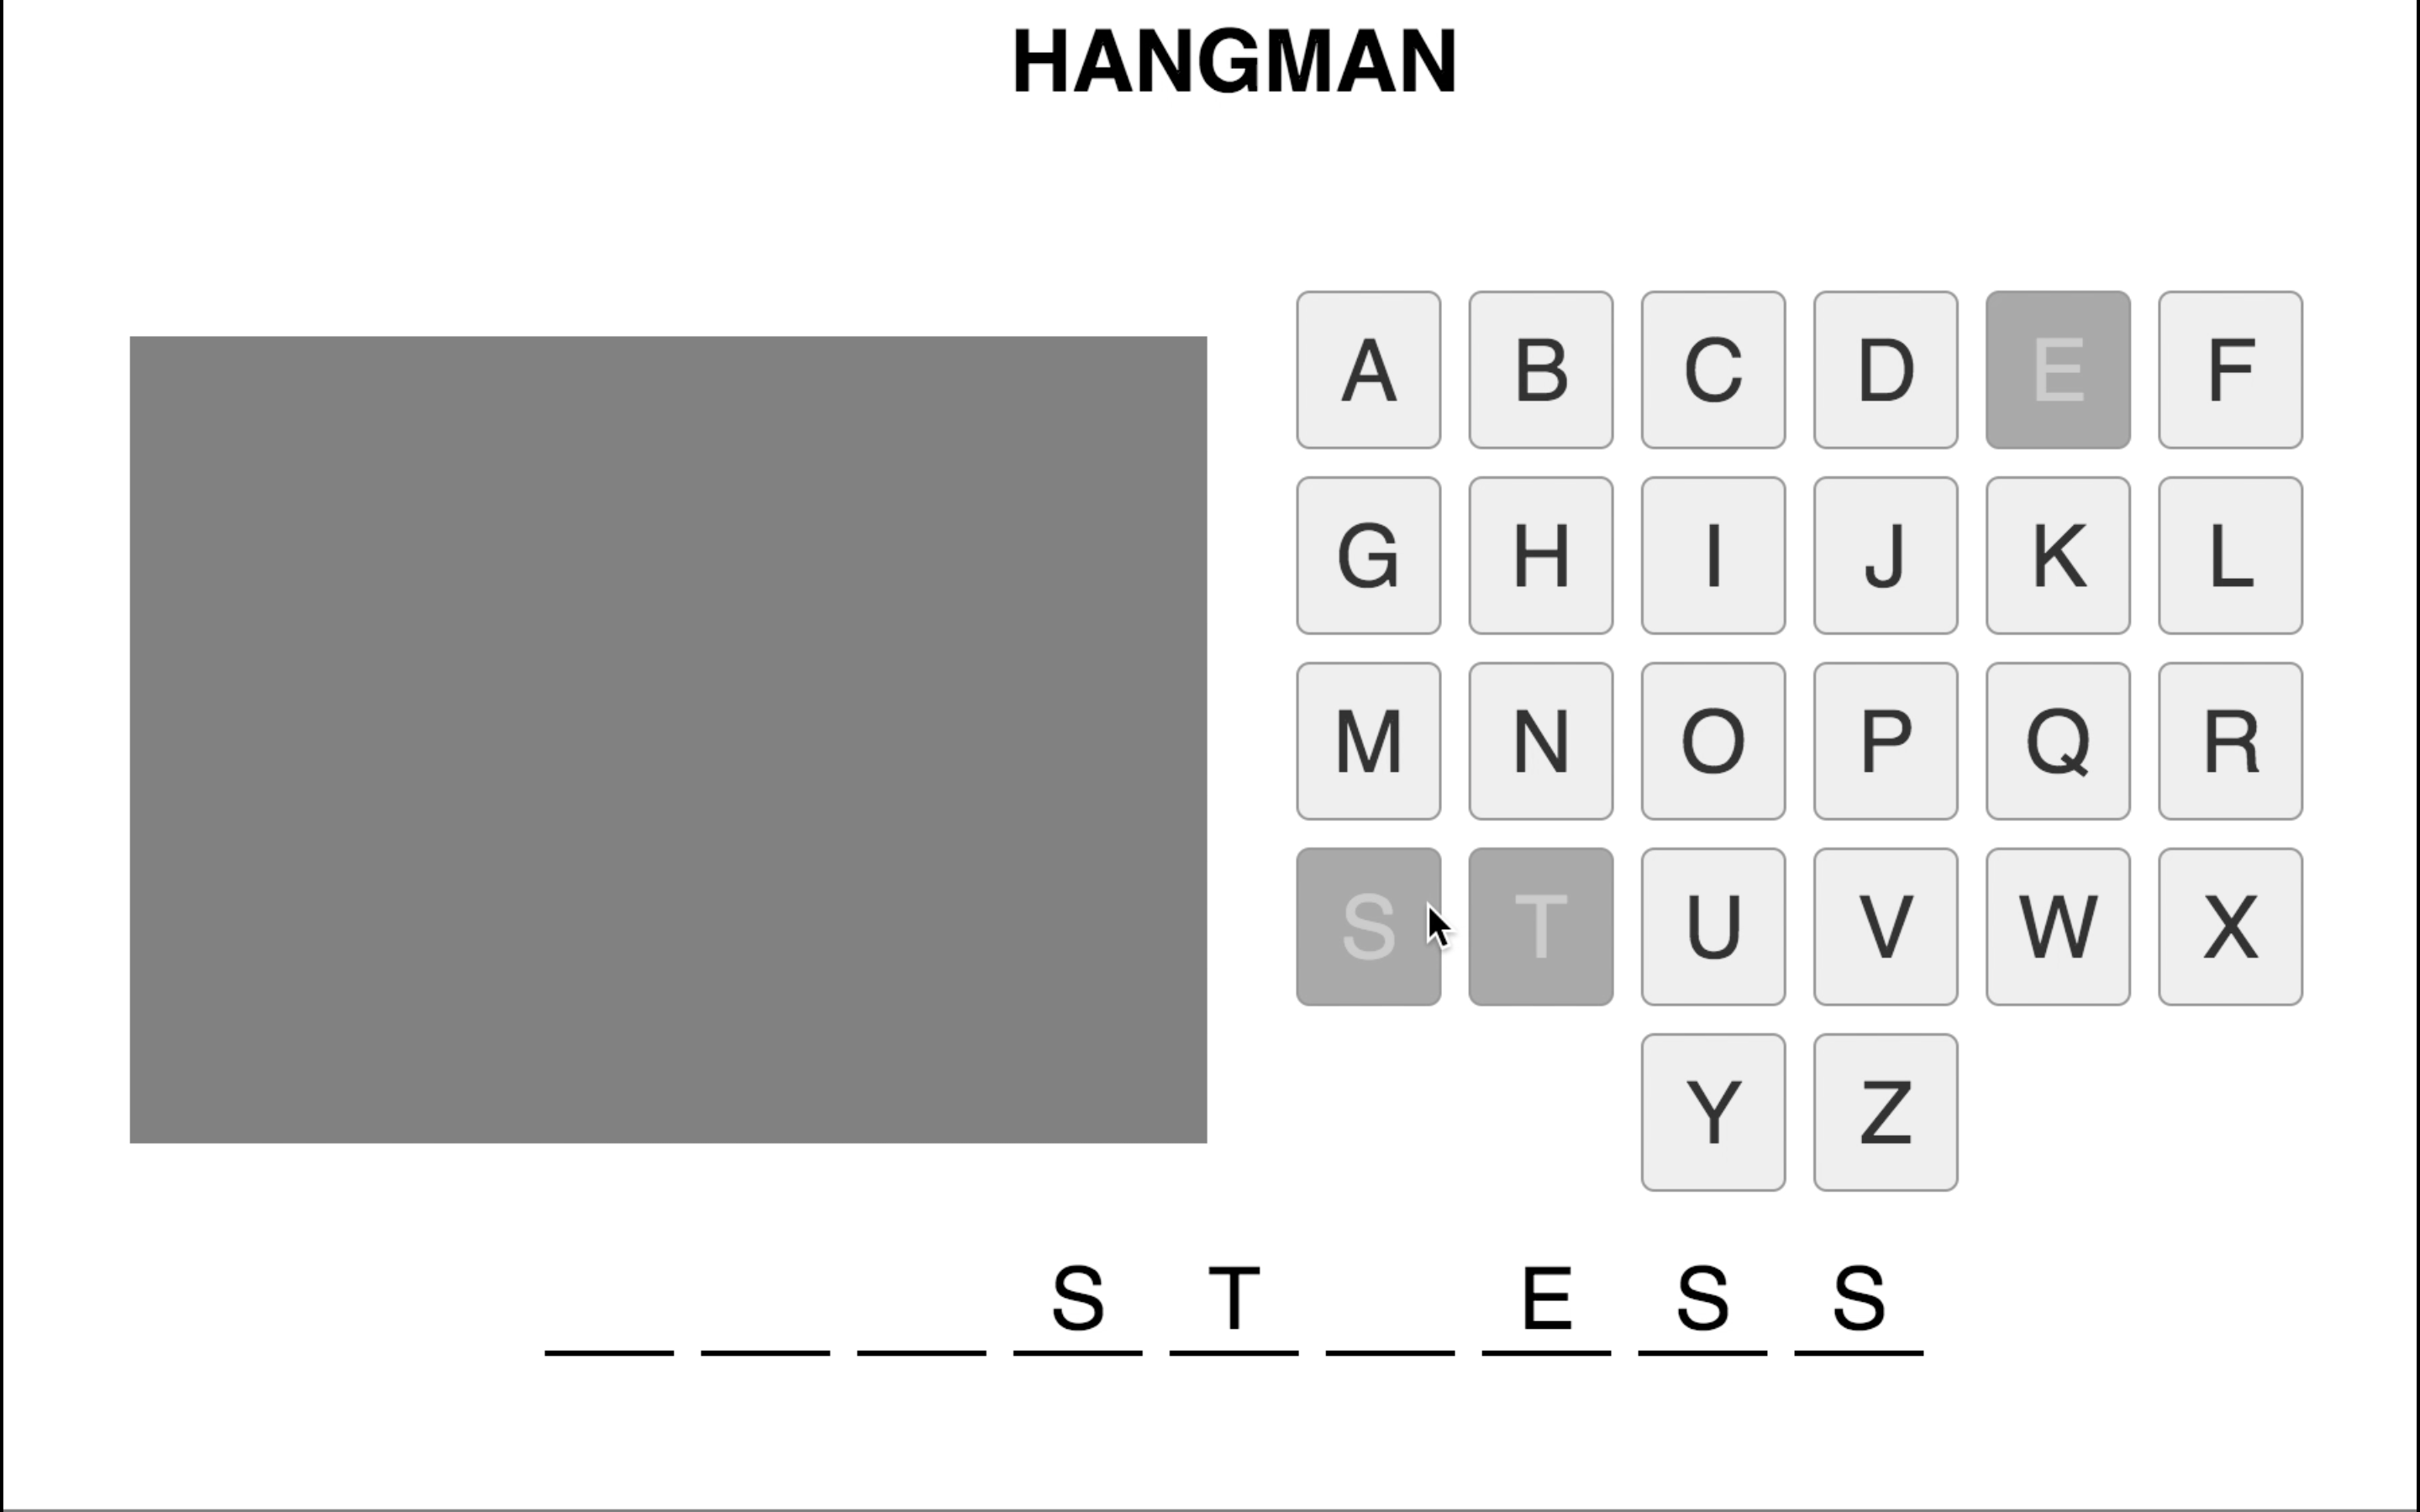 HANGMAN
A B C D E F
G H I J K L
M N O P Q R
S T U V W X
Y Z
_ _ _ S T _ E S S